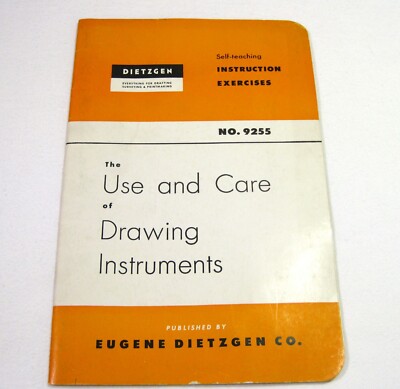 DIETZGEN
EVERYTHING FOR DRAFTING
SURVEYING & PRINTMAKING
Self-teaching
INSTRUCTION
EXERCISES
NO. 9255
The
Use and Care
of
Drawing
Instruments
PUBLISHED BY
EUGENE DIETZGEN CO.